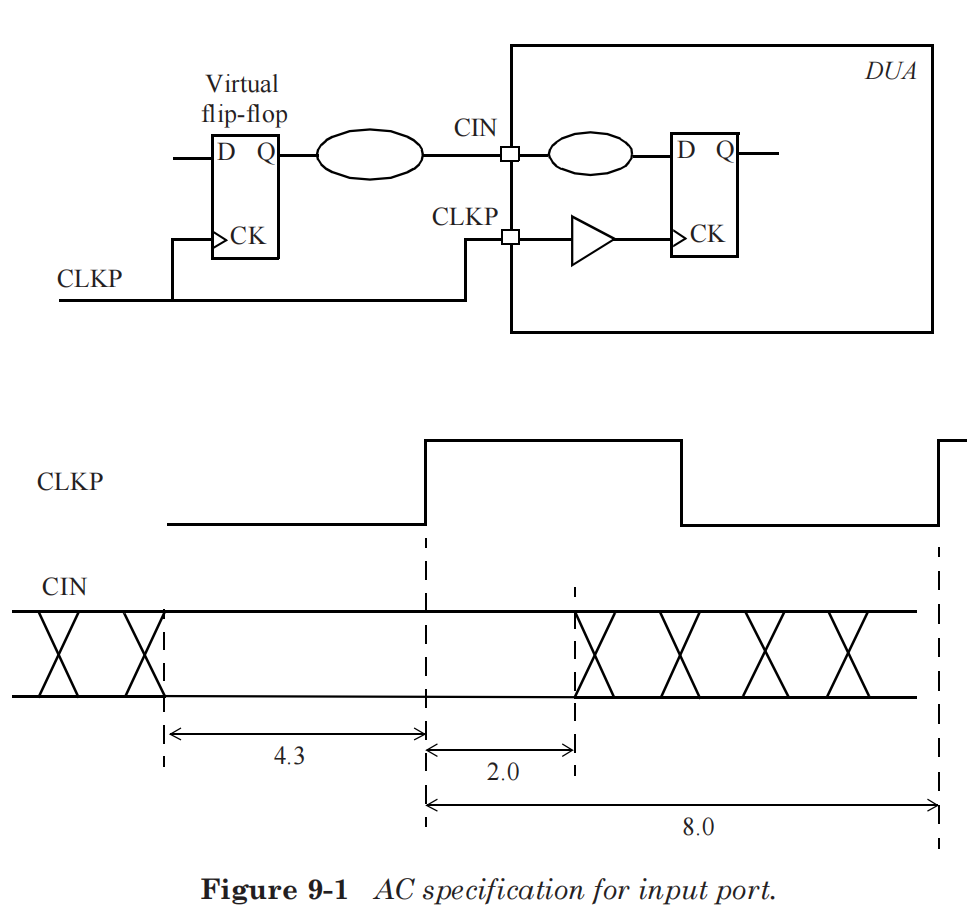 DUA
Virtual
flip-flop
CIN
D Q
D Q
CLKP
CK
CK
CLKP
CLKP
CIN
4.3
2.0
8.0
Figure 9-1 AC specification for input port.